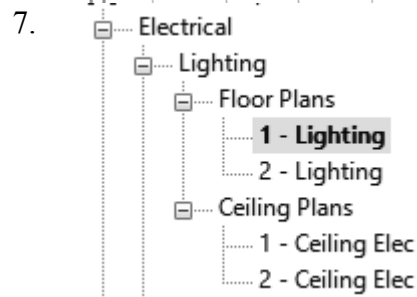 7.
Electrical
Lighting
Floor Plans
1 - Lighting
2 - Lighting
Ceiling Plans
1 - Ceiling Elec
2 - Ceiling Elec